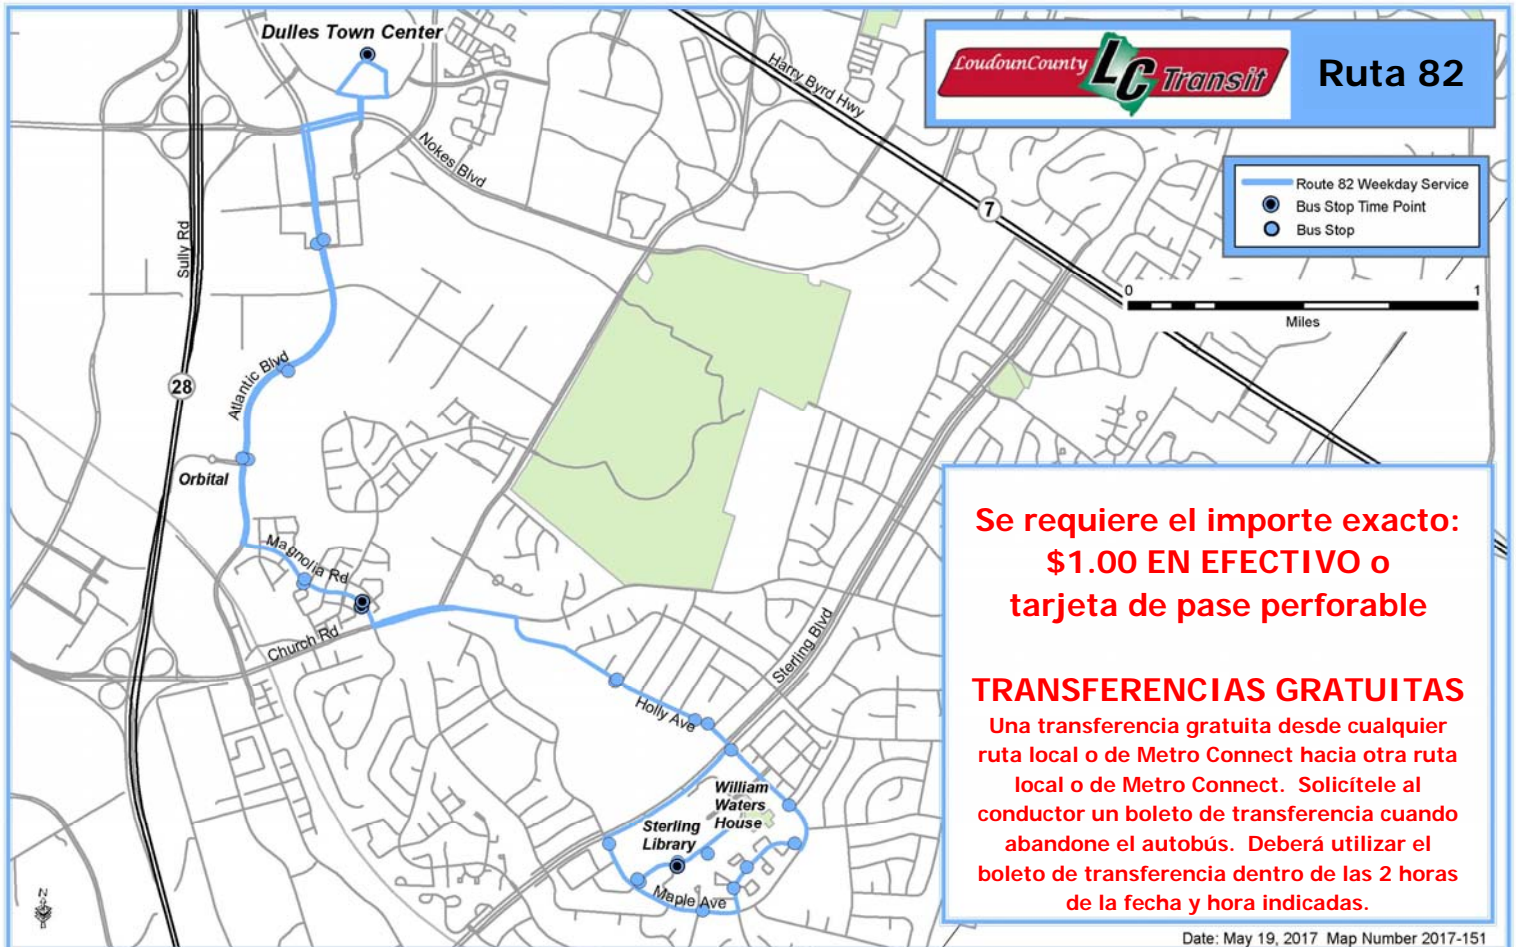 Dulles Town Center
LoudounCounty LC Transit
Ruta 82
Harry Byrd Hwy
Nokes Blvd
Route 82 Weekday Service
Bus Stop Time Point
Bus Stop
7
Sully Rd
0 1
Miles
Atlantic Blvd
28
Orbital
Magnolia Rd
Church Rd
Sterling Blvd
Holly Ave
William
Waters
House
Sterling
Library
Maple Ave
N
Se requiere el importe exacto:
$1.00 EN EFECTIVO o
tarjeta de pase perforable
TRANSFERENCIAS GRATUITAS
Una transferencia gratuita desde cualquier
ruta local o de Metro Connect hacia otra ruta
local o de Metro Connect. Solicítele al
conductor un boleto de transferencia cuando
abandone el autobús. Deberá utilizar el
boleto de transferencia dentro de las 2 horas
de la fecha y hora indicadas.
Date: May 19, 2017 Map Number 2017-151